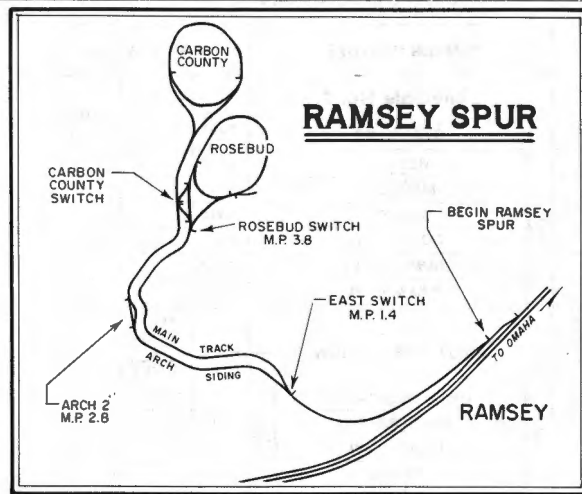 CARBON
COUNTY
RAMSEY SPUR
ROSEBUD
CARBON
COUNTY
SWITCH
ROSEBUD SWITCH
M.P. 3.8
BEGIN RAMSEY
SPUR
EAST SWITCH
M.P. 1.4
TO OMAHA
MAIN TRACK
ARCH SIDING
ARCH 2
M.P. 2.8
RAMSEY